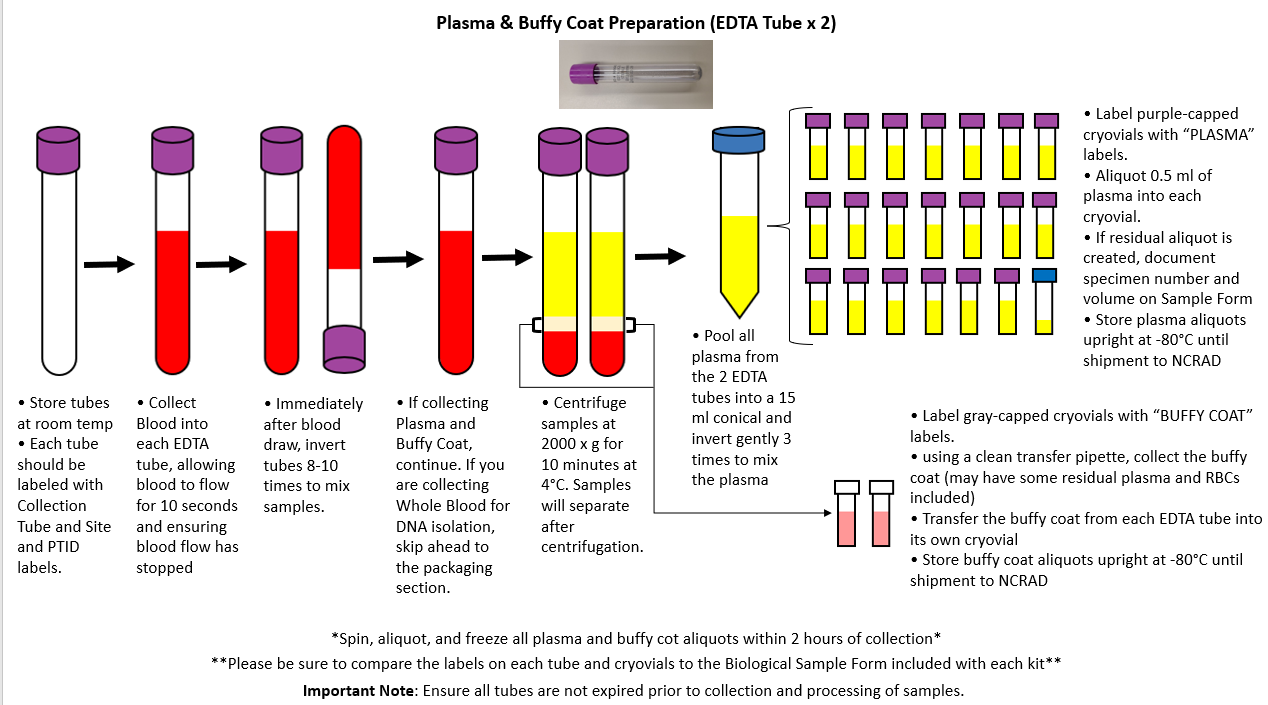 Plasma & Buffy Coat Preparation (EDTA Tube x 2)
• Store tubes
at room temp
• Each tube
should be
labeled with
Collection
Tube and Site
and PTID
labels.
• Collect
Blood into
each EDTA
tube, allowing
blood to flow
for 10 seconds
and ensuring
blood flow has
stopped
• Immediately
after blood
draw, invert
tubes 8-10
times to mix
samples.
• If collecting
Plasma and
Buffy Coat,
continue. If you
are collecting
Whole Blood for
DNA isolation,
skip ahead to
the packaging
section.
• Centrifuge
samples at
2000 x g for
10 minutes at
4°C. Samples
will separate
after
centrifugation.
• Pool all
plasma from
the 2 EDTA
tubes into a 15
ml conical and
invert gently 3
times to mix
the plasma
• Label purple-capped
cryovials with “PLASMA”
labels.
• Aliquot 0.5 ml of
plasma into each
cryovial.
• If residual aliquot is
created, document
specimen number and
volume on Sample Form
• Store plasma aliquots
upright at -80°C until
shipment to NCRAD
• Label gray-capped cryovials with “BUFFY COAT”
labels.
• using a clean transfer pipette, collect the buffy
coat (may have some residual plasma and RBCs
included)
• Transfer the buffy coat from each EDTA tube into
its own cryovial
• Store buffy coat aliquots upright at -80°C until
shipment to NCRAD
*Spin, aliquot, and freeze all plasma and buffy cot aliquots within 2 hours of collection*
**Please be sure to compare the labels on each tube and cryovials to the Biological Sample Form included with each kit**
Important Note: Ensure all tubes are not expired prior to collection and processing of samples.